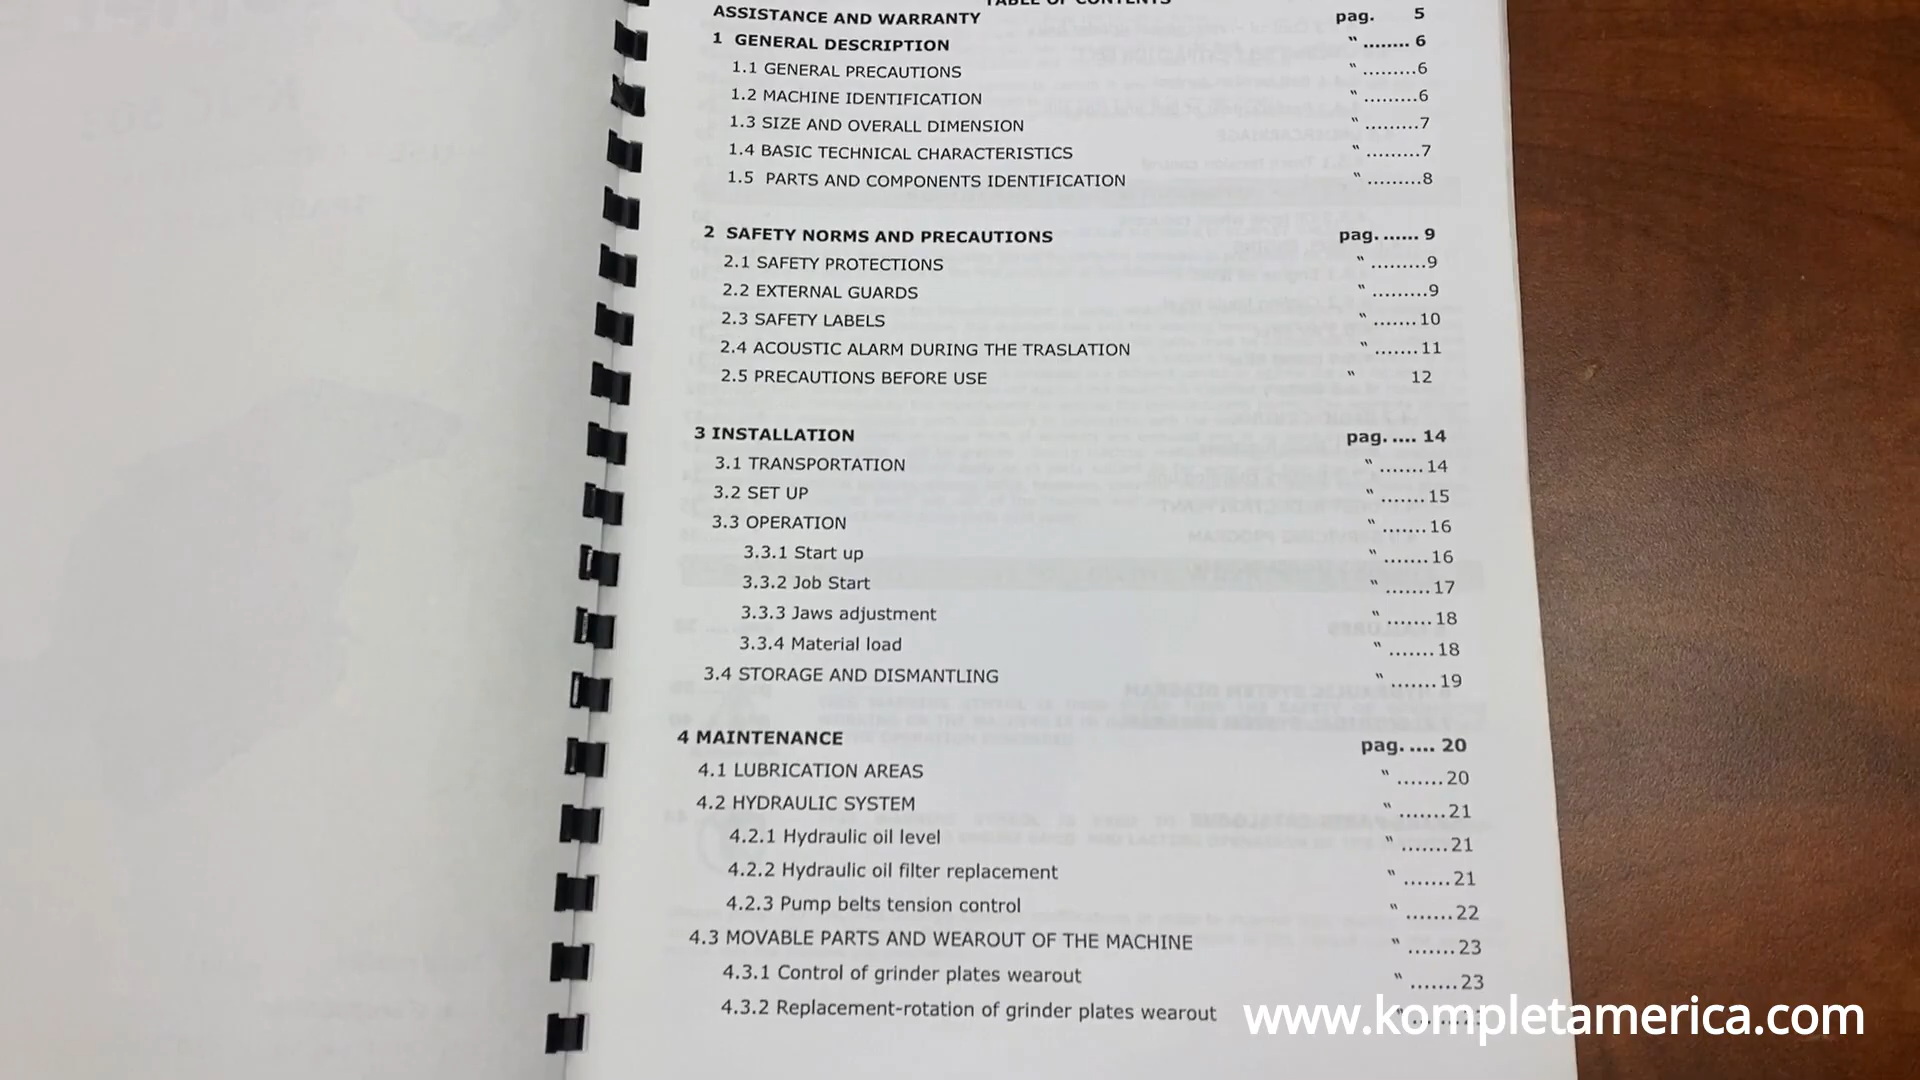 TABLE OF CONTENTS
ASSISTANCE AND WARRANTY pag. 5
1 GENERAL DESCRIPTION " ........ 6
1.1 GENERAL PRECAUTIONS " .........6
1.2 MACHINE IDENTIFICATION " .........6
1.3 SIZE AND OVERALL DIMENSION " .........7
1.4 BASIC TECHNICAL CHARACTERISTICS " .........7
1.5 PARTS AND COMPONENTS IDENTIFICATION " .........8
2 SAFETY NORMS AND PRECAUTIONS pag. ...... 9
2.1 SAFETY PROTECTIONS " .........9
2.2 EXTERNAL GUARDS " .........9
2.3 SAFETY LABELS " .......10
2.4 ACOUSTIC ALARM DURING THE TRASLATION " .......11
2.5 PRECAUTIONS BEFORE USE " 12
3 INSTALLATION pag. .... 14
3.1 TRANSPORTATION " .......14
3.2 SET UP " .......15
3.3 OPERATION " .......16
3.3.1 Start up " .......16
3.3.2 Job Start " .......17
3.3.3 Jaws adjustment " .......18
3.3.4 Material load " .......18
3.4 STORAGE AND DISMANTLING " .......19
4 MAINTENANCE pag. .... 20
4.1 LUBRICATION AREAS " .......20
4.2 HYDRAULIC SYSTEM " .......21
4.2.1 Hydraulic oil level " .......21
4.2.2 Hydraulic oil filter replacement " .......21
4.2.3 Pump belts tension control " .......22
4.3 MOVABLE PARTS AND WEAROUT OF THE MACHINE " .......23
4.3.1 Control of grinder plates wearout " .......23
4.3.2 Replacement-rotation of grinder plates wearout
www.kompletamerica.com